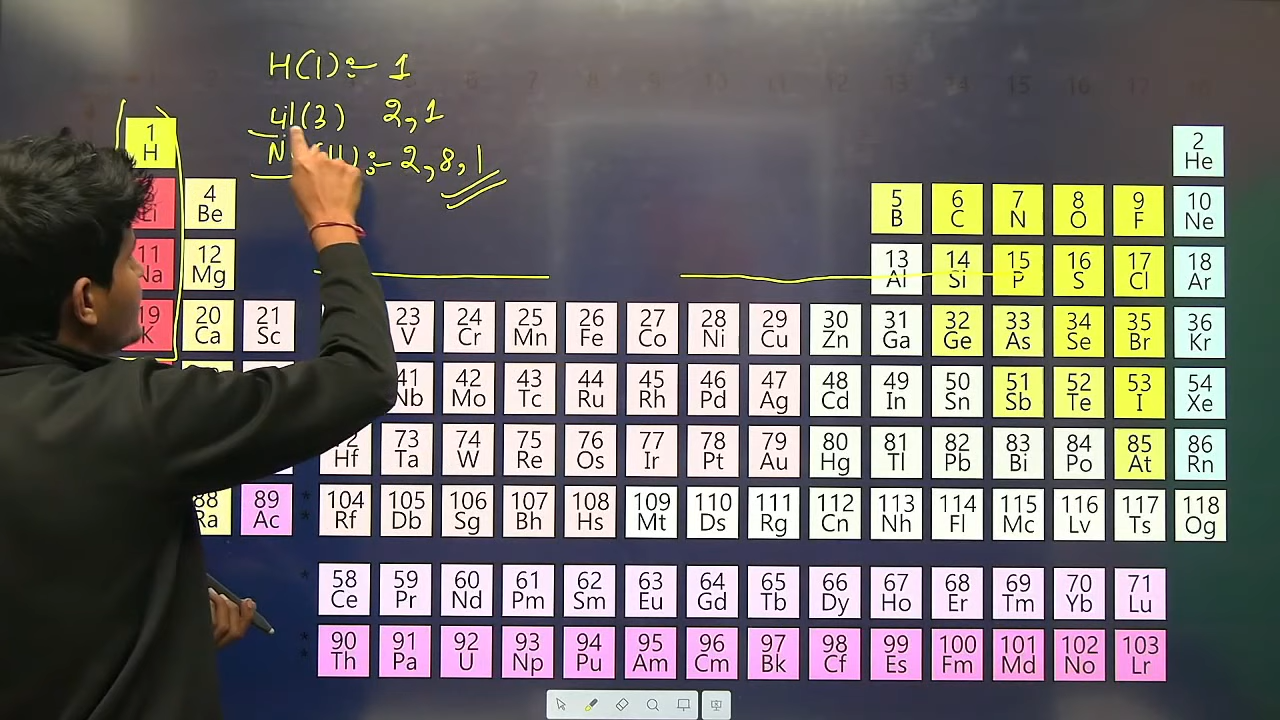 H(1):- 1
Li(3) 2,1
N (11):- 2,8,1
1 2
H He
3 4 5 6 7 8 9 10
Li Be B C N O F Ne
11 12 13 14 15 16 17 18
Na Mg Al Si P S Cl Ar
19 20 21 23 24 25 26 27 28 29 30 31 32 33 34 35 36
K Ca Sc V Cr Mn Fe Co Ni Cu Zn Ga Ge As Se Br Kr
41 42 43 44 45 46 47 48 49 50 51 52 53 54
Nb Mo Tc Ru Rh Pd Ag Cd In Sn Sb Te I Xe
72 73 74 75 76 77 78 79 80 81 82 83 84 85 86
Hf Ta W Re Os Ir Pt Au Hg Tl Pb Bi Po At Rn
88 89 * 104 105 106 107 108 109 110 111 112 113 114 115 116 117 118
Ra Ac Rf Db Sg Bh Hs Mt Ds Rg Cn Nh Fl Mc Lv Ts Og
* 58 59 60 61 62 63 64 65 66 67 68 69 70 71
Ce Pr Nd Pm Sm Eu Gd Tb Dy Ho Er Tm Yb Lu
* 90 91 92 93 94 95 96 97 98 99 100 101 102 103
* Th Pa U Np Pu Am Cm Bk Cf Es Fm Md No Lr